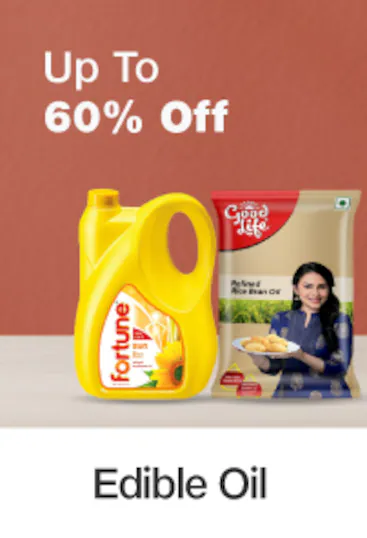 Up To
60% Off
Good
Life
Refined
Rice Bran Oil
fortune
Edible Oil